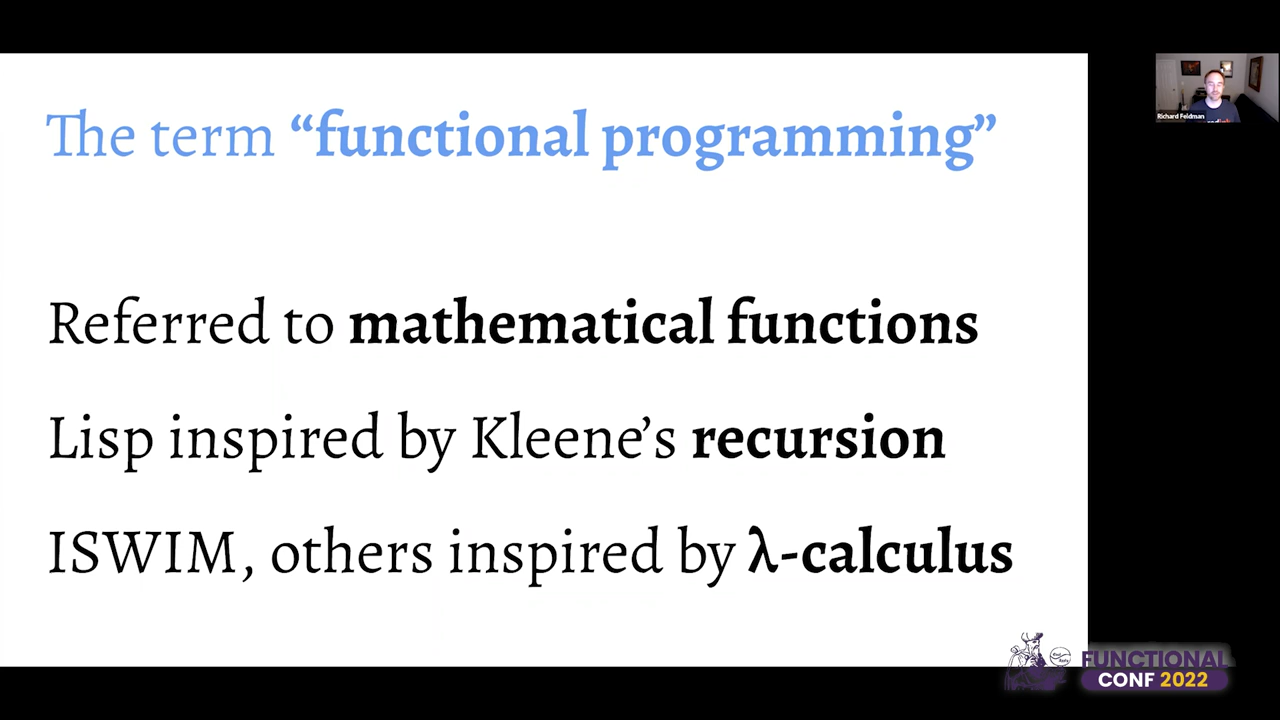 The term “functional programming”
Referred to mathematical functions
Lisp inspired by Kleene’s recursion
ISWIM, others inspired by λ-calculus
Richard Feldman
FUNCTIONAL
CONF 2022